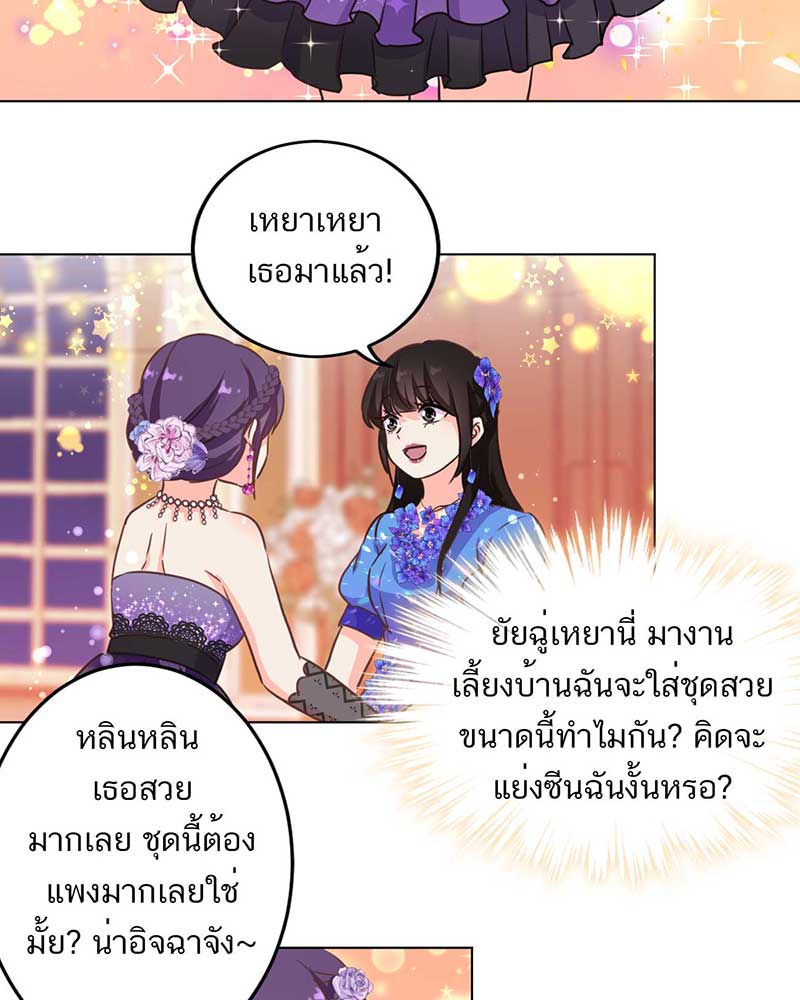 เหยาเหยา
เธอมาแล้ว!
ยัยฉู่เหยานี่ มางาน
เลี้ยงบ้านฉันจะใส่ชุดสวย
ขนาดนี้ทำไมกัน? คิดจะ
แย่งซีนฉันงั้นหรอ?
หลินหลิน
เธอสวย
มากเลย ชุดนี้ต้อง
แพงมากเลยใช่
มั้ย? น่าอิจฉาจัง~